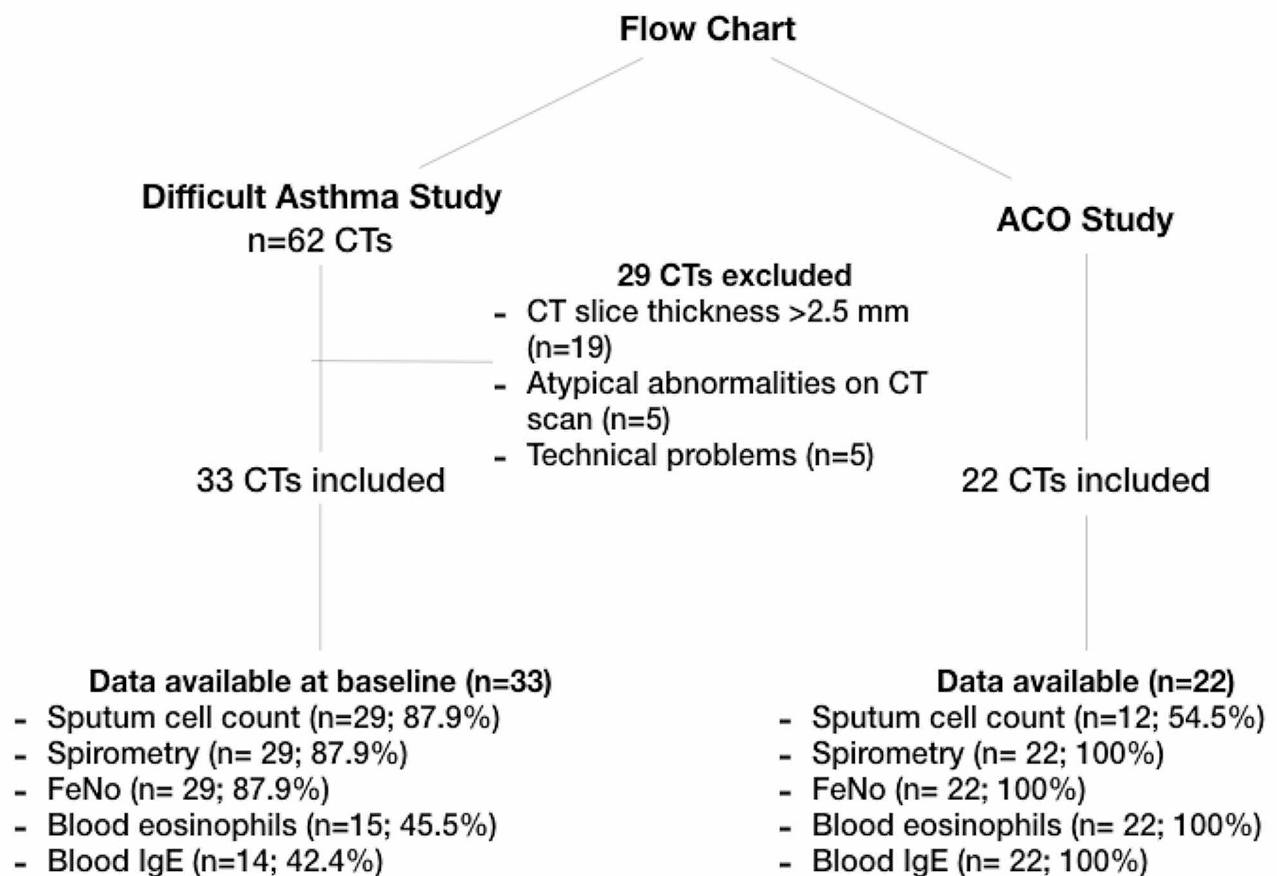 Flow Chart
Difficult Asthma Study
n=62 CTs
ACO Study
29 CTs excluded
- CT slice thickness >2.5 mm
(n=19)
- Atypical abnormalities on CT
scan (n=5)
- Technical problems (n=5)
33 CTs included
22 CTs included
Data available at baseline (n=33)
- Sputum cell count (n=29; 87.9%)
- Spirometry (n= 29; 87.9%)
- FeNo (n= 29; 87.9%)
- Blood eosinophils (n=15; 45.5%)
- Blood IgE (n=14; 42.4%)
Data available (n=22)
- Sputum cell count (n=12; 54.5%)
- Spirometry (n= 22; 100%)
- FeNo (n= 22; 100%)
- Blood eosinophils (n= 22; 100%)
- Blood IgE (n= 22; 100%)